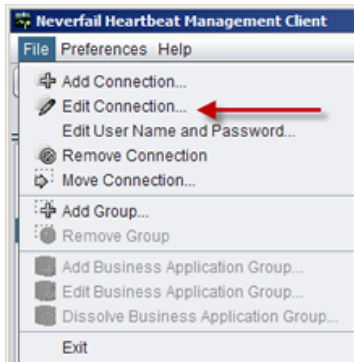 Neverfail Heartbeat Management Client
File Preferences Help
Add Connection...
Edit Connection...
Edit User Name and Password...
Remove Connection
Move Connection...
Add Group...
Remove Group
Add Business Application Group...
Edit Business Application Group...
Dissolve Business Application Group...
Exit